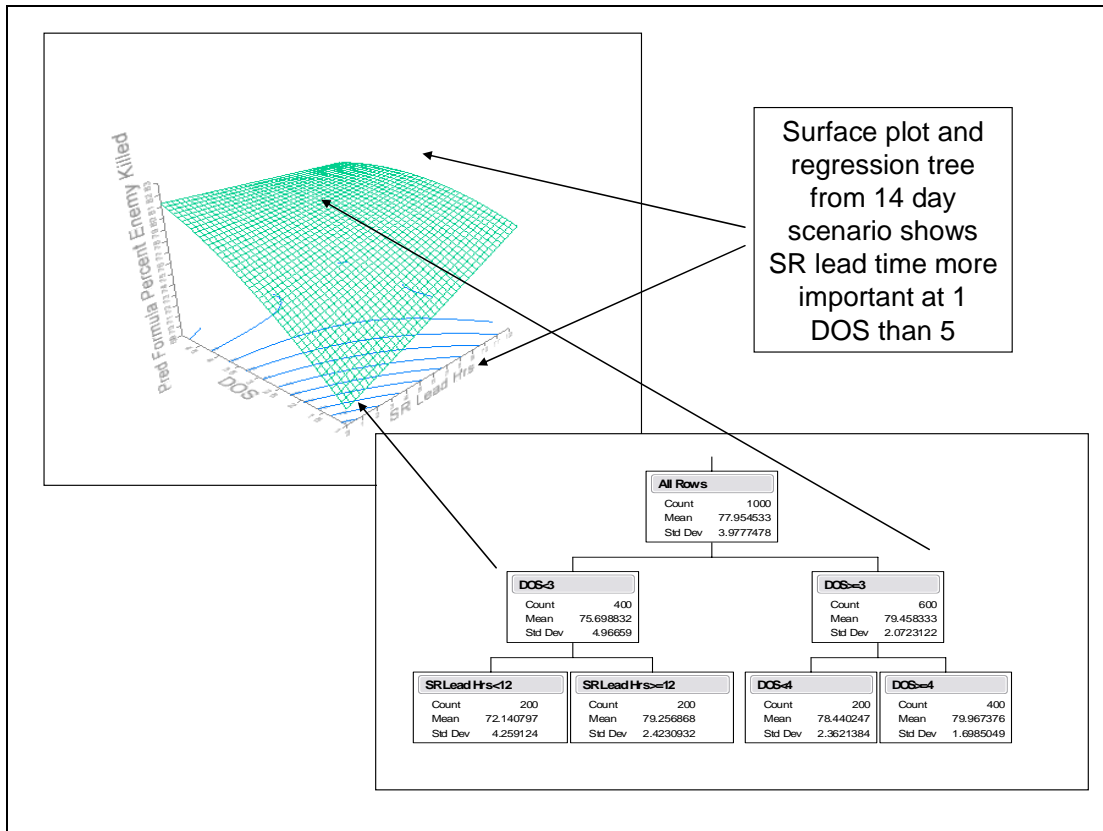 Pred Formula Percent Enemy Killed
DOS
SR Lead Hrs
Surface plot and
regression tree
from 14 day
scenario shows
SR lead time more
important at 1
DOS than 5
All Rows
Count 1000
Mean 77.954533
Std Dev 3.9777478
DOS<3
Count 400
Mean 75.698832
Std Dev 4.96659
DOS>=3
Count 600
Mean 79.458333
Std Dev 2.0723122
SR Lead Hrs<12
Count 200
Mean 72.140797
Std Dev 4.259124
SR Lead Hrs>=12
Count 200
Mean 79.256868
Std Dev 2.4230932
DOS<4
Count 200
Mean 78.440247
Std Dev 2.3621384
DOS>=4
Count 400
Mean 79.967376
Std Dev 1.6985049